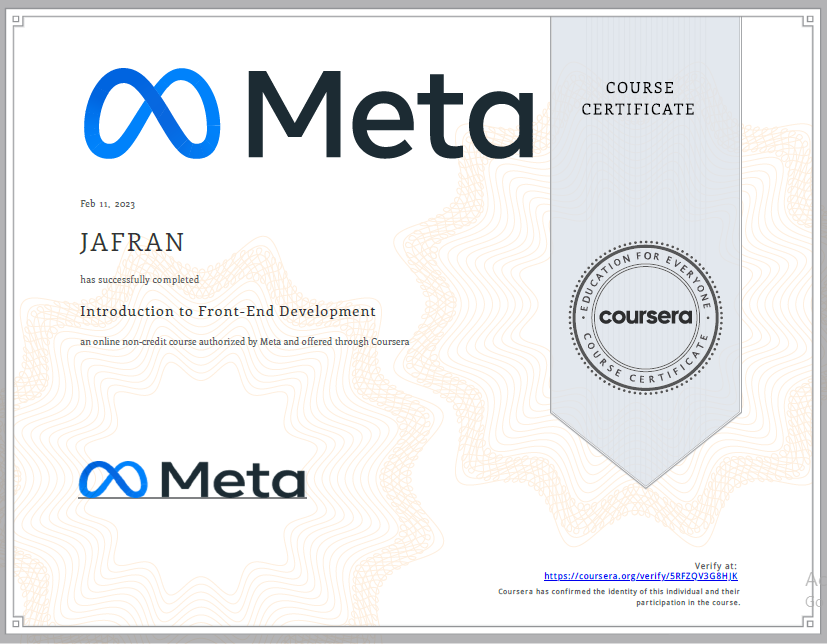 Meta
COURSE
CERTIFICATE
Feb 11, 2023
JAFRAN
has successfully completed
Introduction to Front-End Development
an online non-credit course authorized by Meta and offered through Coursera
EDUCATION FOR EVERYONE
coursera
COURSE CERTIFICATE
Meta
Verify at:
https://coursera.org/verify/5RFZQV3G8HJK
Coursera has confirmed the identity of this individual and their
participation in the course.